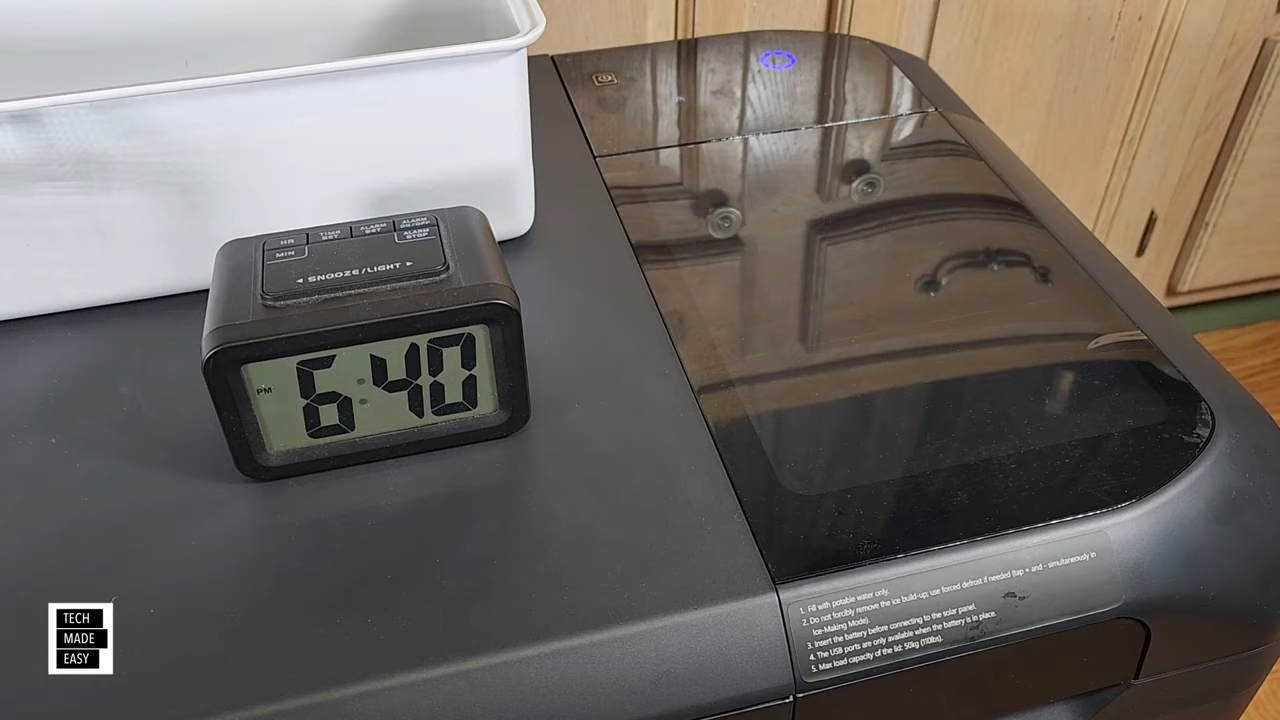 HR
TIME SET
ALARM SET
ALARM ON/OFF
MIN
ALARM STOP
◄ SNOOZE/LIGHT ►
PM
6:40
1. Fill with potable water only.
2. Do not forcibly remove the ice build-up; use forced defrost if needed (tap + and - simultaneously in
Ice-Making Mode).
3. Insert the battery before connecting to the solar panel.
4. The USB ports are only available when the battery is in place.
5. Max load capacity of the lid: 50kg (110lbs).
TECH
MADE
EASY